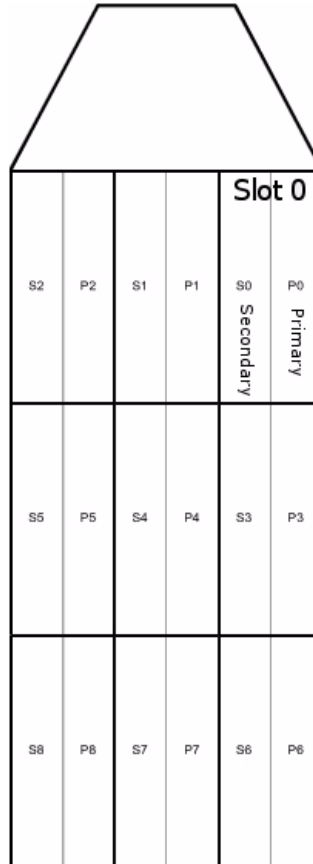 Slot 0
S2 P2 S1 P1 S0 P0
Secondary Primary
S5 P5 S4 P4 S3 P3
S8 P8 S7 P7 S6 P6